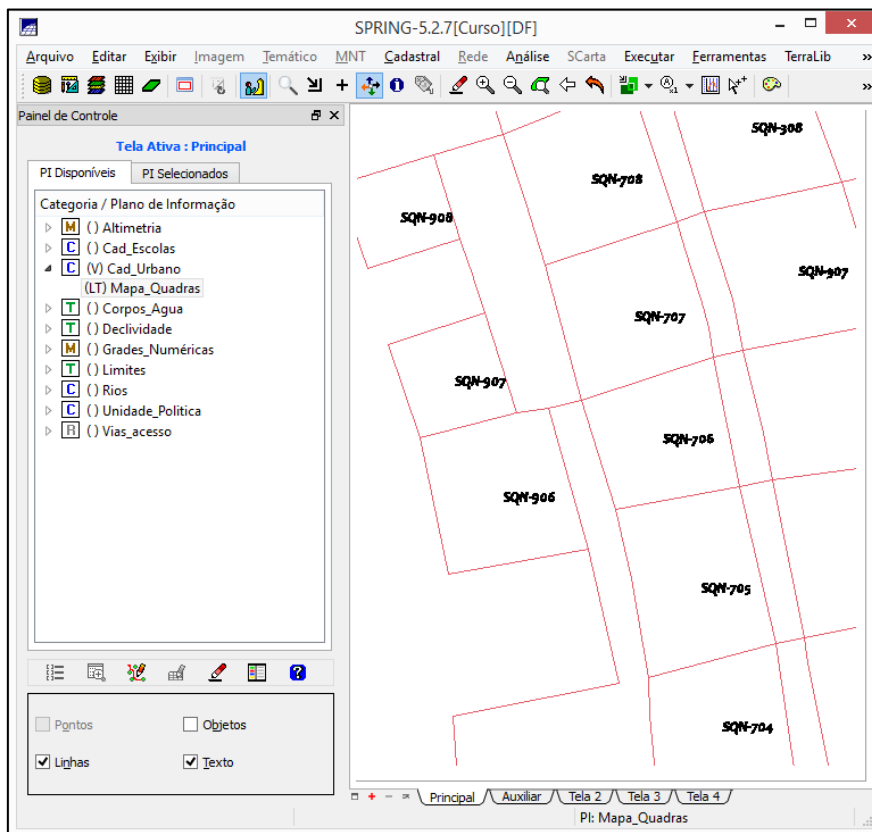 SPRING-5.2.7[Curso][DF]
Arquivo Editar Exibir Imagem Temático MNT Cadastral Rede Análise SCarta Executar Ferramentas TerraLib »
»
Painel de Controle
Tela Ativa : Principal
PI Disponíveis PI Selecionados
Categoria / Plano de Informação
M ( ) Altimetria
C ( ) Cad_Escolas
C (V) Cad_Urbano
(LT) Mapa_Quadras
T ( ) Corpos_Agua
T ( ) Declividade
M ( ) Grades_Numéricas
T ( ) Limites
C ( ) Rios
C ( ) Unidade_Politica
R ( ) Vias_acesso
Pontos Objetos
Linhas Texto
SQN-308
SQN-708
SQN-908
SQN-907
SQN-707
SQN-907
SQN-706
SQN-906
SQN-705
SQN-704
Principal Auxiliar Tela 2 Tela 3 Tela 4
PI: Mapa_Quadras